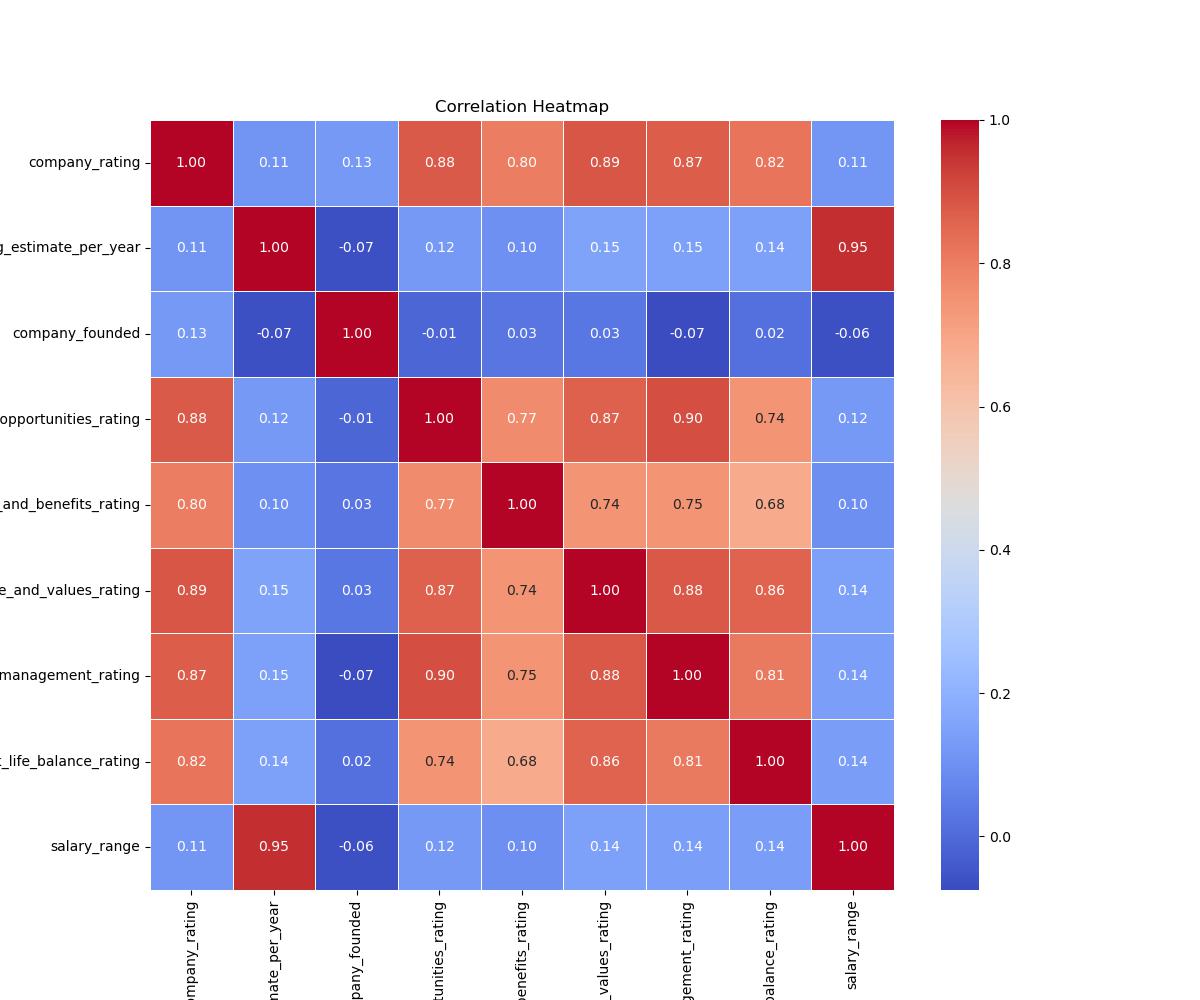 Correlation Heatmap
company_rating 1.00 0.11 0.13 0.88 0.80 0.89 0.87 0.82 0.11
g_estimate_per_year 0.11 1.00 -0.07 0.12 0.10 0.15 0.15 0.14 0.95
company_founded 0.13 -0.07 1.00 -0.01 0.03 0.03 -0.07 0.02 -0.06
opportunities_rating 0.88 0.12 -0.01 1.00 0.77 0.87 0.90 0.74 0.12
_and_benefits_rating 0.80 0.10 0.03 0.77 1.00 0.74 0.75 0.68 0.10
e_and_values_rating 0.89 0.15 0.03 0.87 0.74 1.00 0.88 0.86 0.14
management_rating 0.87 0.15 -0.07 0.90 0.75 0.88 1.00 0.81 0.14
_life_balance_rating 0.82 0.14 0.02 0.74 0.68 0.86 0.81 1.00 0.14
salary_range 0.11 0.95 -0.06 0.12 0.10 0.14 0.14 0.14 1.00
ompany_rating
mate_per_year
pany_founded
tunities_rating
benefits_rating
_values_rating
gement_rating
balance_rating
salary_range
1.0
0.8
0.6
0.4
0.2
0.0